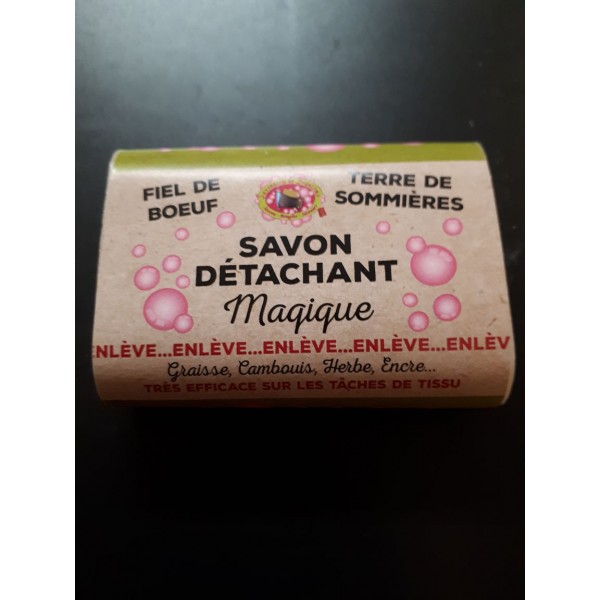 FIEL DE
BOEUF
TERRE DE
SOMMIÈRES
SAVON
DÉTACHANT
Magique
ENLÈVE...ENLÈVE...ENLÈVE...ENLÈVE...ENLÈV
Graisse, Cambouis, Herbe, Encre...
TRÈS EFFICACE SUR LES TÂCHES DE TISSU